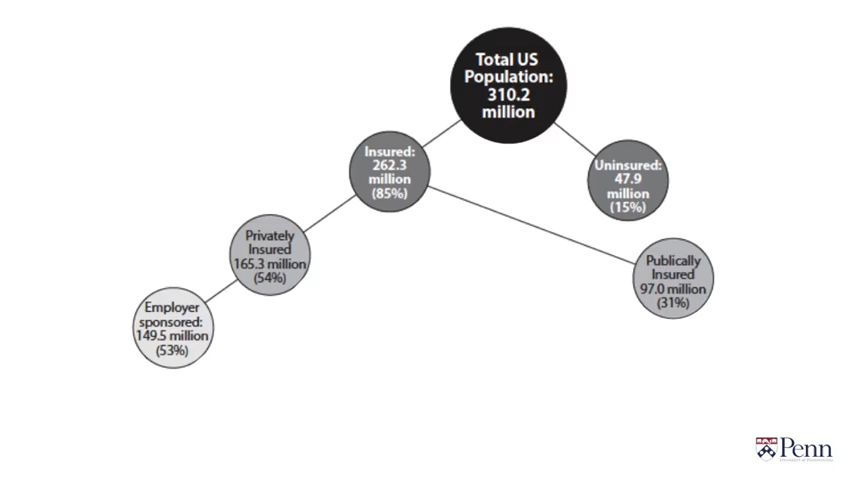 Total US
Population:
310.2
million
Insured:
262.3
million
(85%)
Uninsured:
47.9
million
(15%)
Privately
Insured
165.3 million
(54%)
Publically
Insured
97.0 million
(31%)
Employer
sponsored:
149.5 million
(53%)
Penn